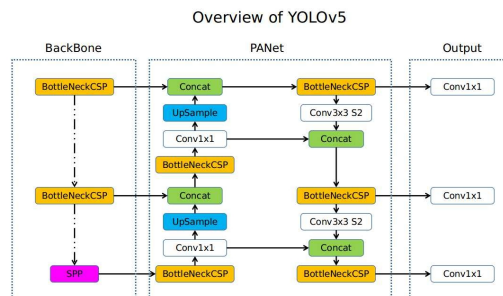 Overview of YOLOv5
BackBone PANet Output
BottleNeckCSP Concat BottleNeckCSP Conv1x1
UpSample Conv3x3 S2
Conv1x1 Concat
BottleNeckCSP
BottleNeckCSP Concat BottleNeckCSP Conv1x1
UpSample Conv3x3 S2
Conv1x1 Concat
SPP BottleNeckCSP BottleNeckCSP Conv1x1